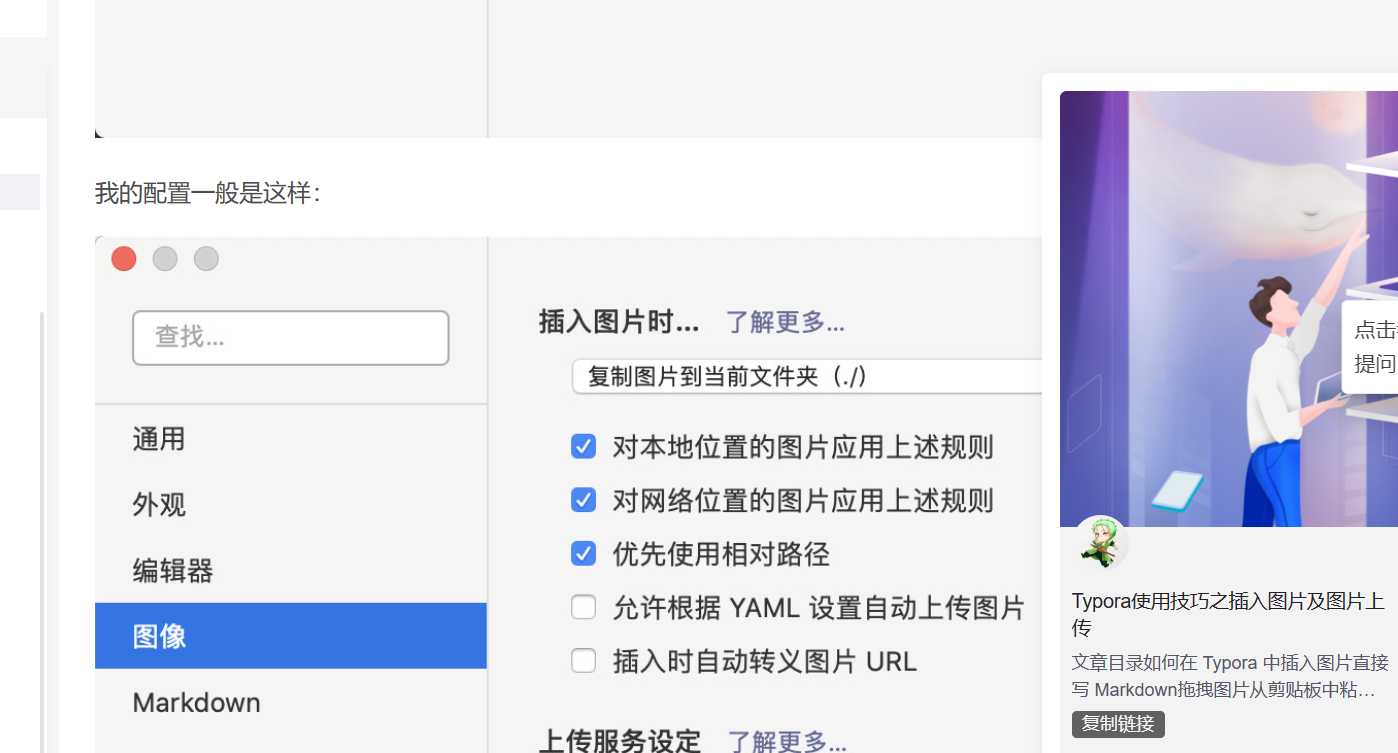 我的配置一般是这样：
查找...
通用
外观
编辑器
图像
Markdown
插入图片时... 了解更多...
复制图片到当前文件夹（./）
对本地位置的图片应用上述规则
对网络位置的图片应用上述规则
优先使用相对路径
允许根据 YAML 设置自动上传图片
插入时自动转义图片 URL
上传服务设定 了解更多...
点击
提问
Typora使用技巧之插入图片及图片上
传
文章目录如何在 Typora 中插入图片直接
写 Markdown拖拽图片从剪贴板中粘...
复制链接